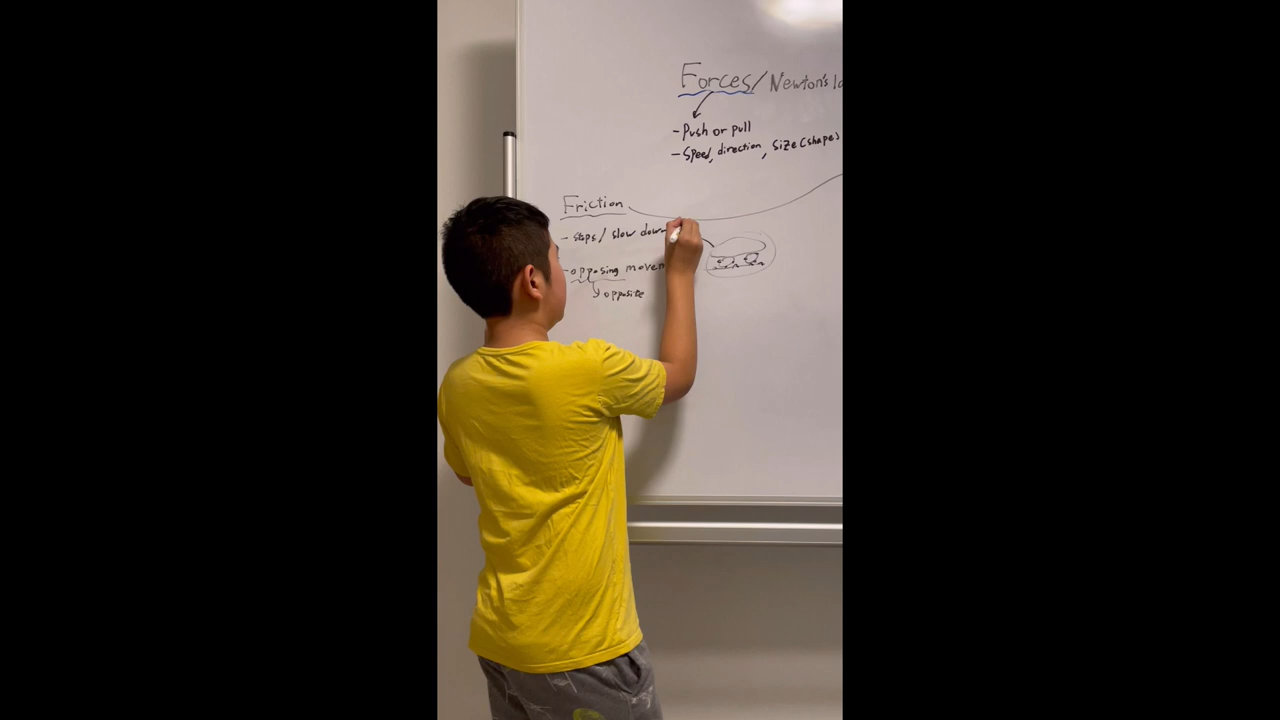 Forces/ Newton's
- Push or pull
- Speed, direction, size (shape)
Friction
- stops/ slow down
- opposing
↳ opposite